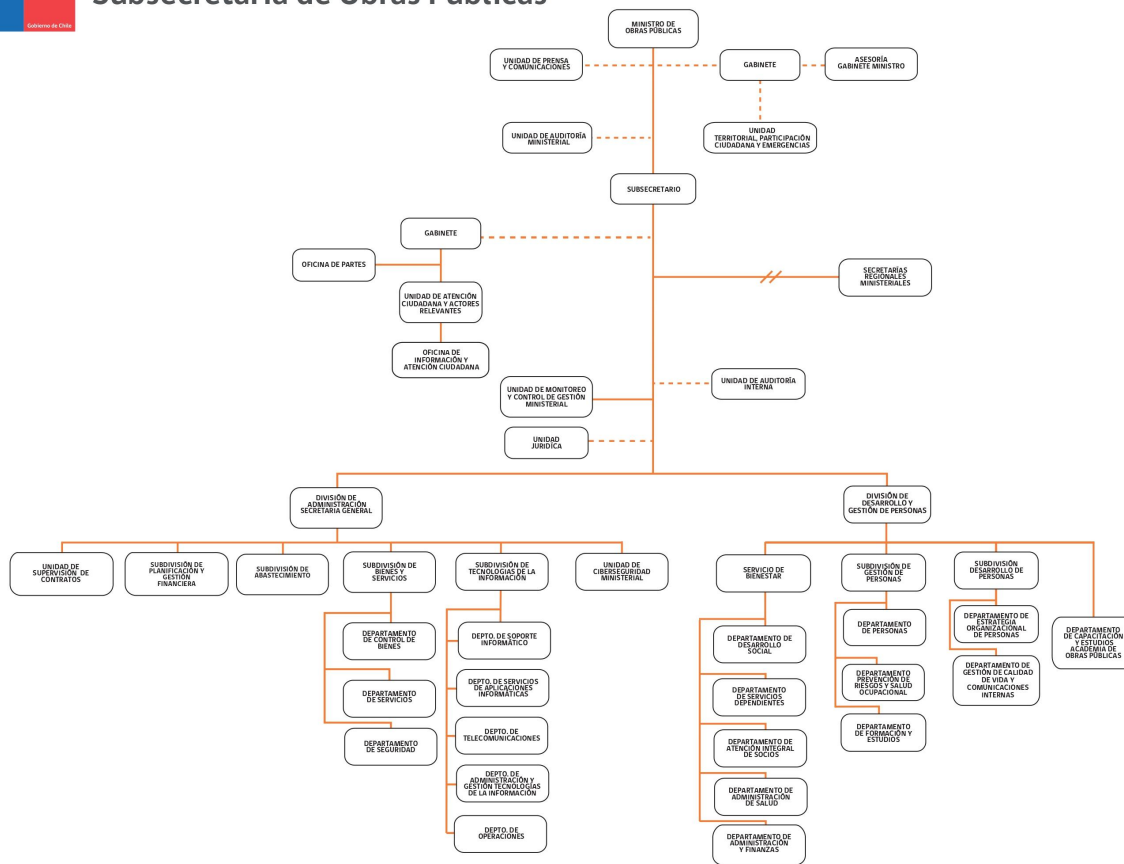 Subsecretaría de Obras Públicas
Gobierno de Chile
MINISTRO DE
OBRAS PÚBLICAS
UNIDAD DE PRENSA
Y COMUNICACIONES
GABINETE
ASESORÍA
GABINETE MINISTRO
UNIDAD DE AUDITORÍA
MINISTERIAL
UNIDAD
TERRITORIAL, PARTICIPACIÓN
CIUDADANA Y EMERGENCIAS
SUBSECRETARIO
GABINETE
OFICINA DE PARTES
SECRETARÍAS
REGIONALES
MINISTERIALES
UNIDAD DE ATENCIÓN
CIUDADANA Y ACTORES
RELEVANTES
OFICINA DE
INFORMACIÓN Y
ATENCIÓN CIUDADANA
UNIDAD DE AUDITORÍA
INTERNA
UNIDAD DE MONITOREO
Y CONTROL DE GESTIÓN
MINISTERIAL
UNIDAD
JURIDÍCA
DIVISIÓN DE
ADMINISTRACIÓN
SECRETARIA GENERAL
DIVISIÓN DE
DESARROLLO Y
GESTIÓN DE PERSONAS
UNIDAD DE
SUPERVISIÓN DE
CONTRATOS
SUBDIVISIÓN DE
PLANIFICACIÓN Y
GESTIÓN
FINANCIERA
SUBDIVISIÓN DE
ABASTECIMIENTO
SUBDIVISIÓN DE
BIENES Y
SERVICIOS
SUBDIVISIÓN DE
TECNOLOGÍAS DE LA
INFORMACIÓN
UNIDAD DE
CIBERSEGURIDAD
MINISTERIAL
SERVICIO DE
BIENESTAR
SUBDIVISIÓN DE
GESTIÓN DE
PERSONAS
SUBDIVISIÓN
DESARROLLO DE
PERSONAS
DEPARTAMENTO
DE CAPACITACIÓN
Y ESTUDIOS
ACADEMIA DE
OBRAS PÚBLICAS
DEPARTAMENTO
DE CONTROL DE
BIENES
DEPARTAMENTO
DE SERVICIOS
DEPARTAMENTO
DE SEGURIDAD
DEPTO. DE SOPORTE
INFORMÁTICO
DEPTO. DE SERVICIOS
DE APLICACIONES
INFORMÁTICAS
DEPTO. DE
TELECOMUNICACIONES
DEPTO. DE
ADMINISTRACIÓN Y
GESTIÓN TECNOLOGÍAS
DE LA INFORMACIÓN
DEPTO. DE
OPERACIONES
DEPARTAMENTO DE
DESARROLLO
SOCIAL
DEPARTAMENTO
DE SERVICIOS
DEPENDIENTES
DEPARTAMENTO DE
ATENCIÓN INTEGRAL
DE SOCIOS
DEPARTAMENTO DE
ADMINISTRACIÓN
DE SALUD
DEPARTAMENTO DE
ADMINISTRACIÓN
Y FINANZAS
DEPARTAMENTO
DE PERSONAS
DEPARTAMENTO
PREVENCIÓN DE
RIESGOS Y SALUD
OCUPACIONAL
DEPARTAMENTO
DE FORMACIÓN Y
ESTUDIOS
DEPARTAMENTO DE
ESTRATEGIA
ORGANIZACIONAL
DE PERSONAS
DEPARTAMENTO DE
GESTIÓN DE CALIDAD
DE VIDA Y
COMUNICACIONES
INTERNAS